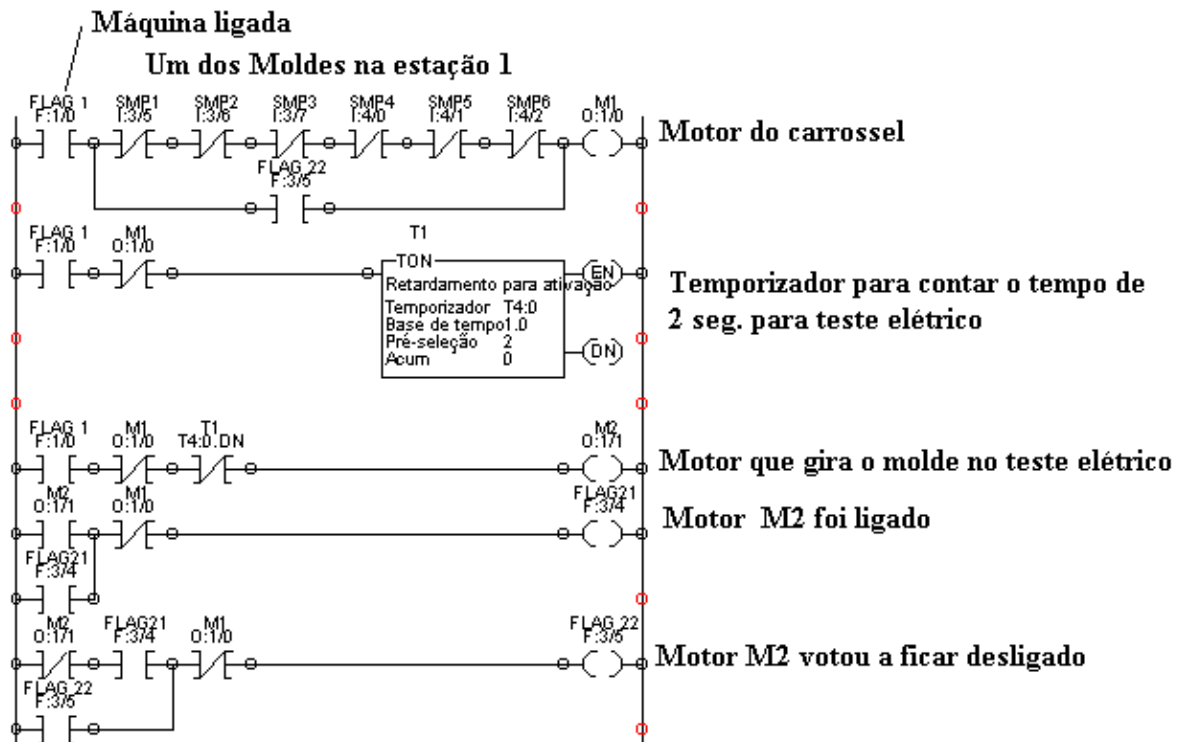 Máquina ligada
Um dos Moldes na estação 1
FLAG 1 SMP1 SMP2 SMP3 SMP4 SMP5 SMP6 M1
F:1/0 I:3/5 I:3/6 I:3/7 I:4/0 I:4/1 I:4/2 O:1/0
Motor do carrossel
FLAG 22
F:3/5
FLAG 1 M1 T1
F:1/0 O:1/0
TON
EN
Retardamento para ativação
Temporizador T4:0
Base de tempo1.0
Pré-seleção 2
DN
Acum 0
Temporizador para contar o tempo de
2 seg. para teste elétrico
FLAG 1 M1 T1 M2
F:1/0 O:1/0 T4:0.DN O:1/1
Motor que gira o molde no teste elétrico
M2 M1 FLAG21
O:1/1 O:1/0 F:3/4
Motor M2 foi ligado
FLAG21
F:3/4
M2 FLAG21 M1 FLAG 22
O:1/1 F:3/4 O:1/0 F:3/5
Motor M2 votou a ficar desligado
FLAG 22
F:3/5